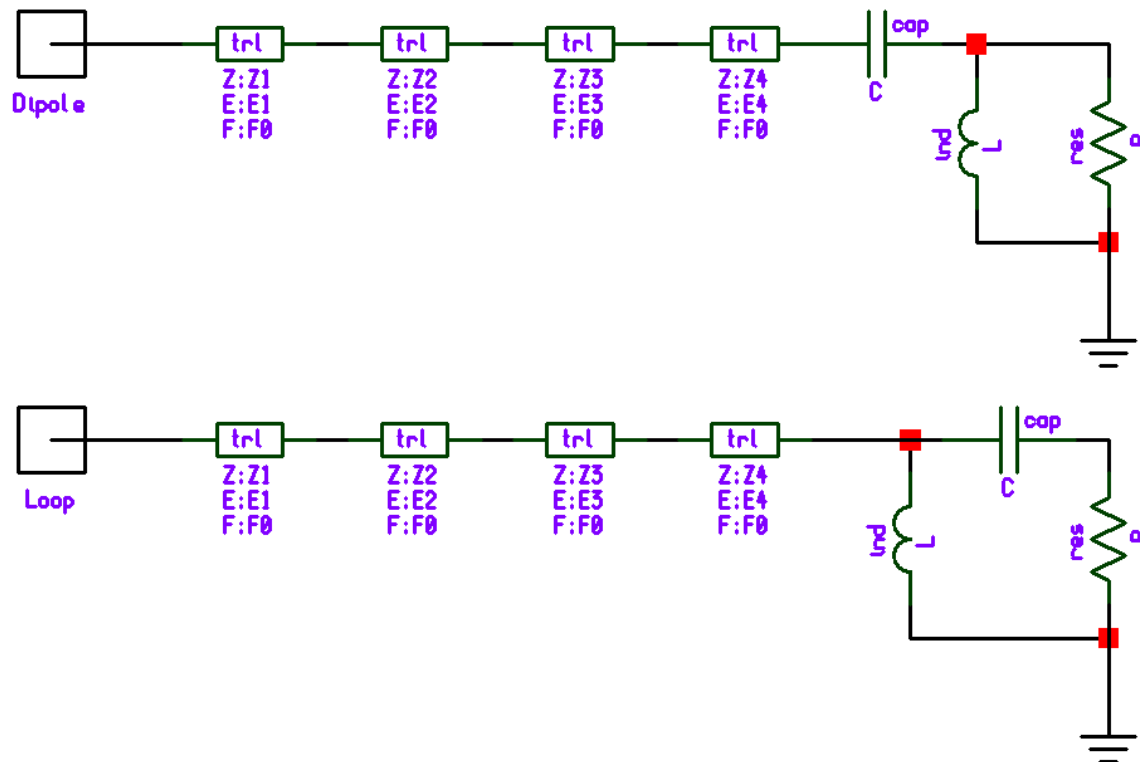 trl trl trl trl cap
Dipole
Z:Z1 Z:Z2 Z:Z3 Z:Z4 C
E:E1 E:E2 E:E3 E:E4
F:F0 F:F0 F:F0 F:F0
ind L res
trl trl trl trl cap
Loop
Z:Z1 Z:Z2 Z:Z3 Z:Z4 C
E:E1 E:E2 E:E3 E:E4
F:F0 F:F0 F:F0 F:F0
ind L res